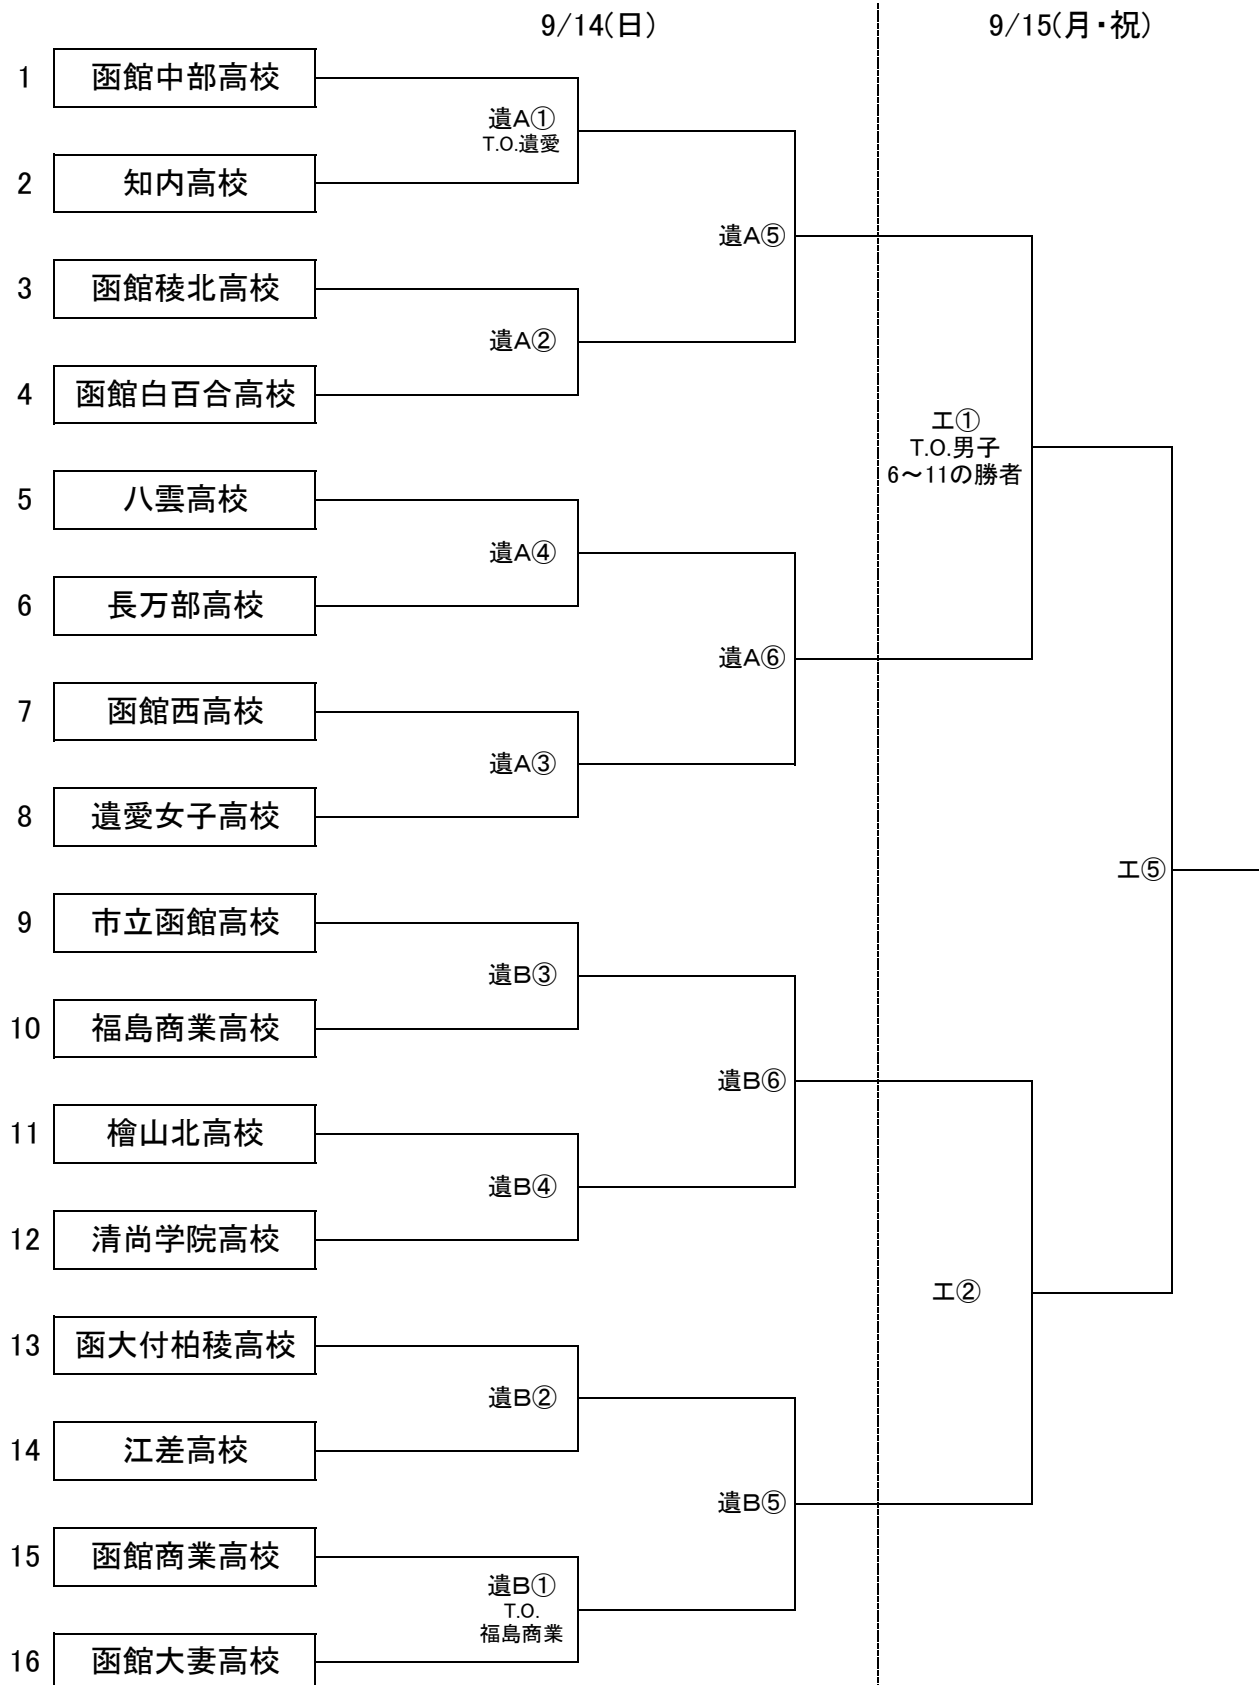 9/14(日) 9/15(月・祝)
1 函館中部高校
遺A①
T.O.遺愛
2 知内高校
遺A⑤
3 函館稜北高校
遺A②
4 函館白百合高校
エ①
T.O.男子
6～11の勝者
5 八雲高校
遺A④
6 長万部高校
遺A⑥
7 函館西高校
遺A③
8 遺愛女子高校
エ⑤
9 市立函館高校
遺B③
10 福島商業高校
遺B⑥
11 檜山北高校
遺B④
12 清尚学院高校
エ②
13 函大付柏稜高校
遺B②
14 江差高校
遺B⑤
15 函館商業高校
遺B①
T.O.
福島商業
16 函館大妻高校